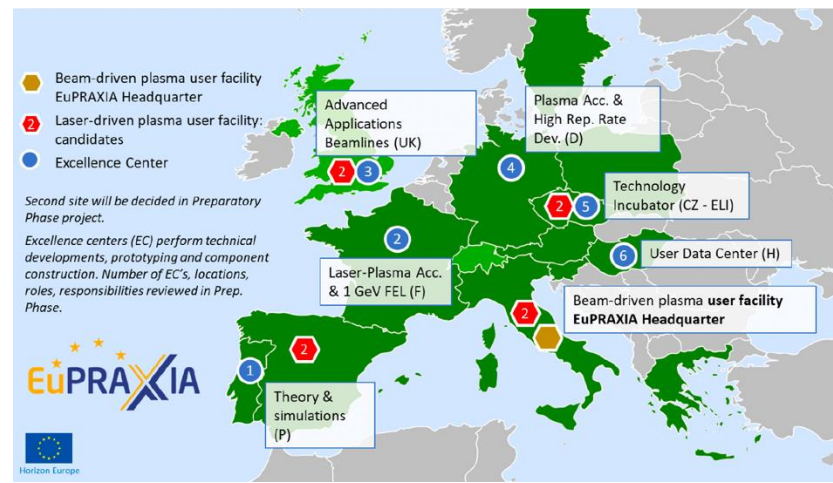 Beam-driven plasma user facility
EuPRAXIA Headquarter
2
Laser-driven plasma user facility:
candidates
Excellence Center
Second site will be decided in Preparatory
Phase project.
Excellence centers (EC) perform technical
developments, prototyping and component
construction. Number of EC's, locations,
roles, responsibilities reviewed in Prep.
Phase.
EuPRAXIA
Horizon Europe
Advanced
Applications
Beamlines (UK)
2
3
Plasma Acc. &
High Rep. Rate
Dev. (D)
4
Technology
Incubator (CZ - ELI)
2
5
2
Laser-Plasma Acc.
& 1 GeV FEL (F)
6
User Data Center (H)
Beam-driven plasma user facility
EuPRAXIA Headquarter
2
2
1
Theory &
simulations
(P)